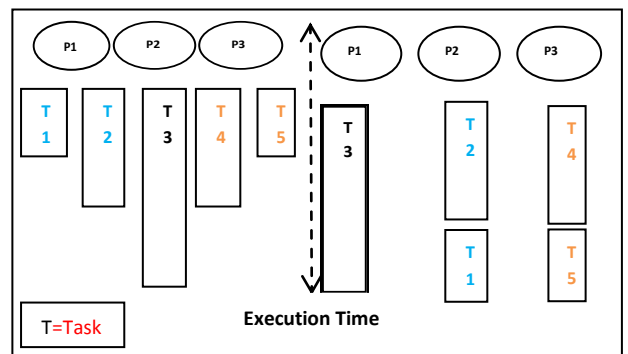 P1 P2 P3 P1 P2 P3
T T T T T T T T
1 2 3 4 5 3 2 4
T T
1 5
T=Task
Execution Time